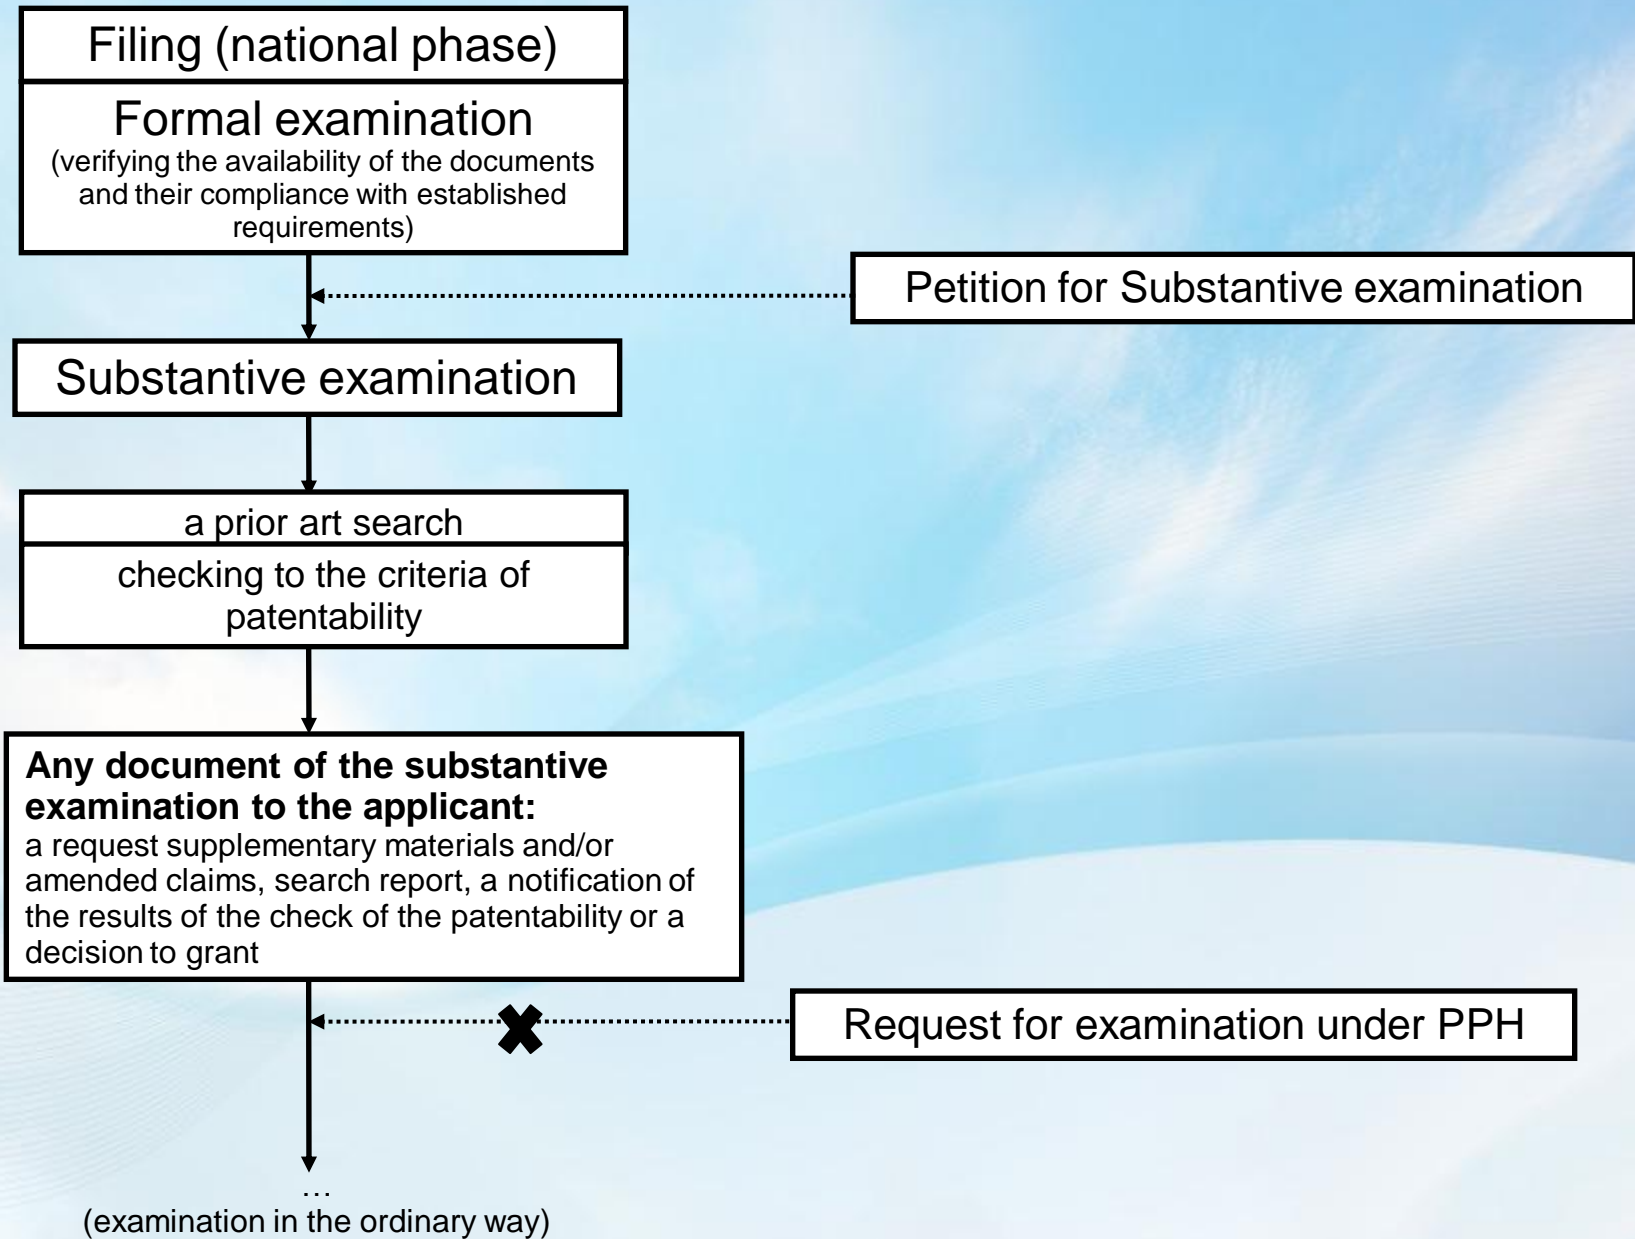 Filing (national phase)
Formal examination
(verifying the availability of the documents
and their compliance with established
requirements)
Petition for Substantive examination
Substantive examination
a prior art search
checking to the criteria of
patentability
Any document of the substantive
examination to the applicant:
a request supplementary materials and/or
amended claims, search report, a notification of
the results of the check of the patentability or a
decision to grant
Request for examination under PPH
...
(examination in the ordinary way)